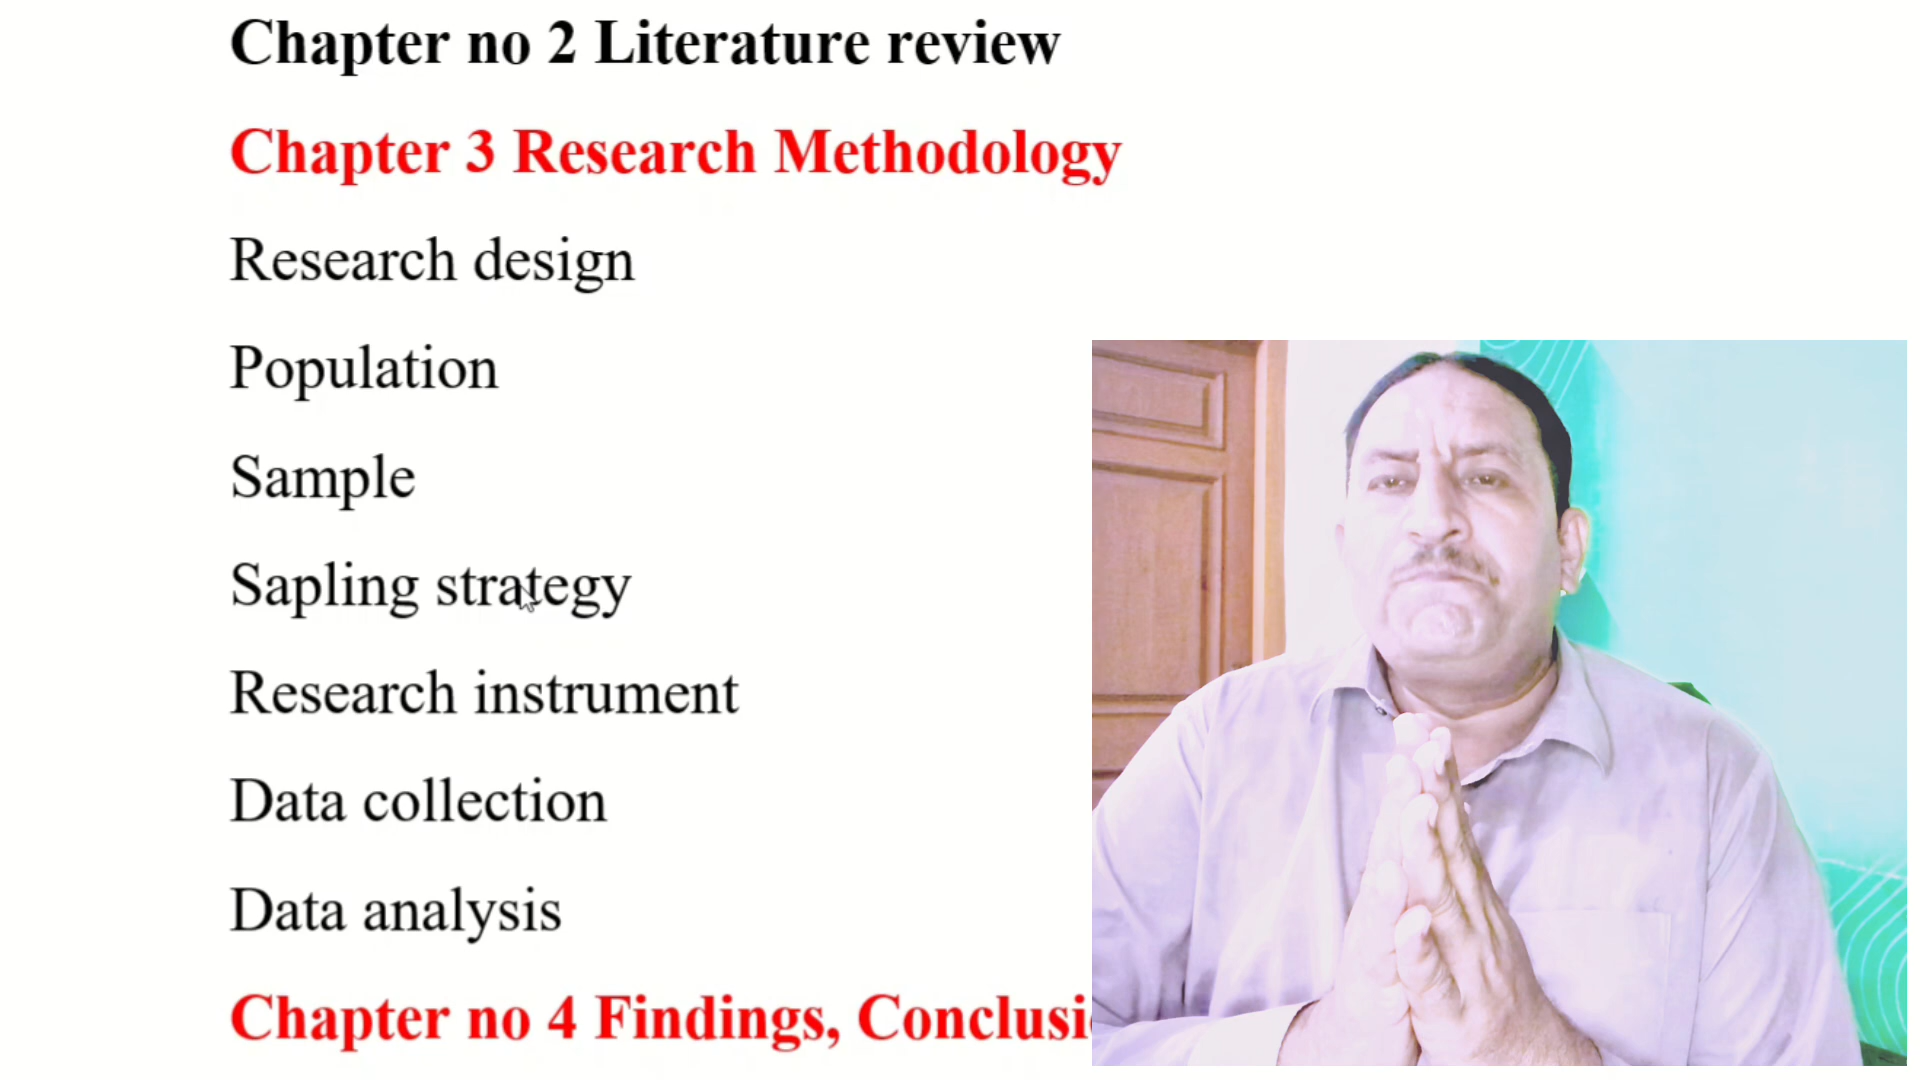 Chapter no 2 Literature review
Chapter 3 Research Methodology
Research design
Population
Sample
Sapling strategy
Research instrument
Data collection
Data analysis
Chapter no 4 Findings,